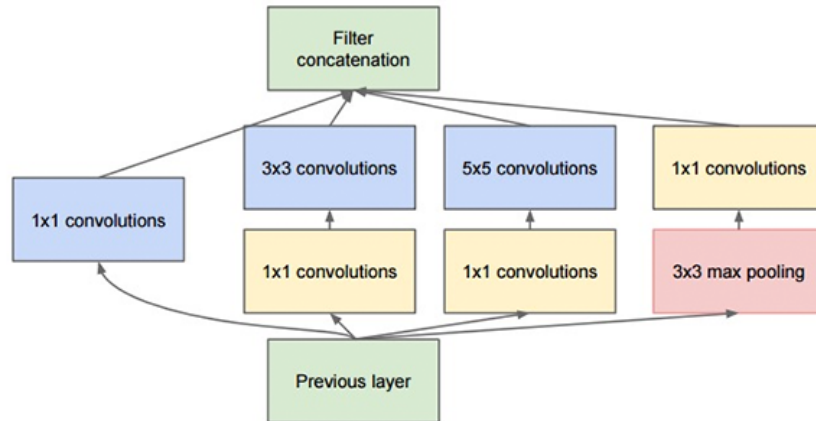 Filter
concatenation
3x3 convolutions
5x5 convolutions
1x1 convolutions
1x1 convolutions
1x1 convolutions
1x1 convolutions
3x3 max pooling
Previous layer